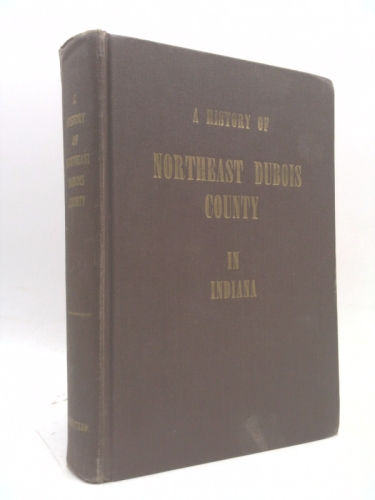 A HISTORY OF
NORTHEAST DUBOIS
COUNTY
IN
INDIANA
A
HISTORY
OF
NORTHEAST
DUBOIS
COUNTY